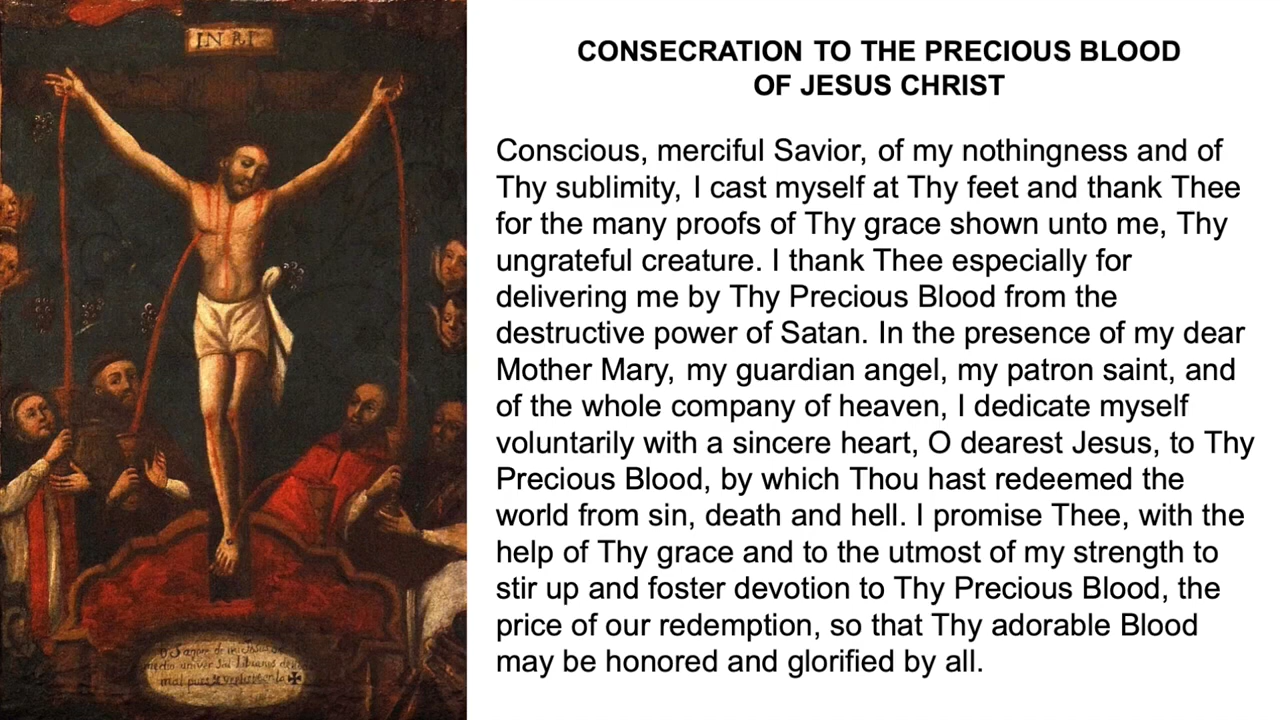 INRI
CONSECRATION TO THE PRECIOUS BLOOD
OF JESUS CHRIST
Conscious, merciful Savior, of my nothingness and of
Thy sublimity, I cast myself at Thy feet and thank Thee
for the many proofs of Thy grace shown unto me, Thy
ungrateful creature. I thank Thee especially for
delivering me by Thy Precious Blood from the
destructive power of Satan. In the presence of my dear
Mother Mary, my guardian angel, my patron saint, and
of the whole company of heaven, I dedicate myself
voluntarily with a sincere heart, O dearest Jesus, to Thy
Precious Blood, by which Thou hast redeemed the
world from sin, death and hell. I promise Thee, with the
help of Thy grace and to the utmost of my strength to
stir up and foster devotion to Thy Precious Blood, the
price of our redemption, so that Thy adorable Blood
may be honored and glorified by all.
Sangre de